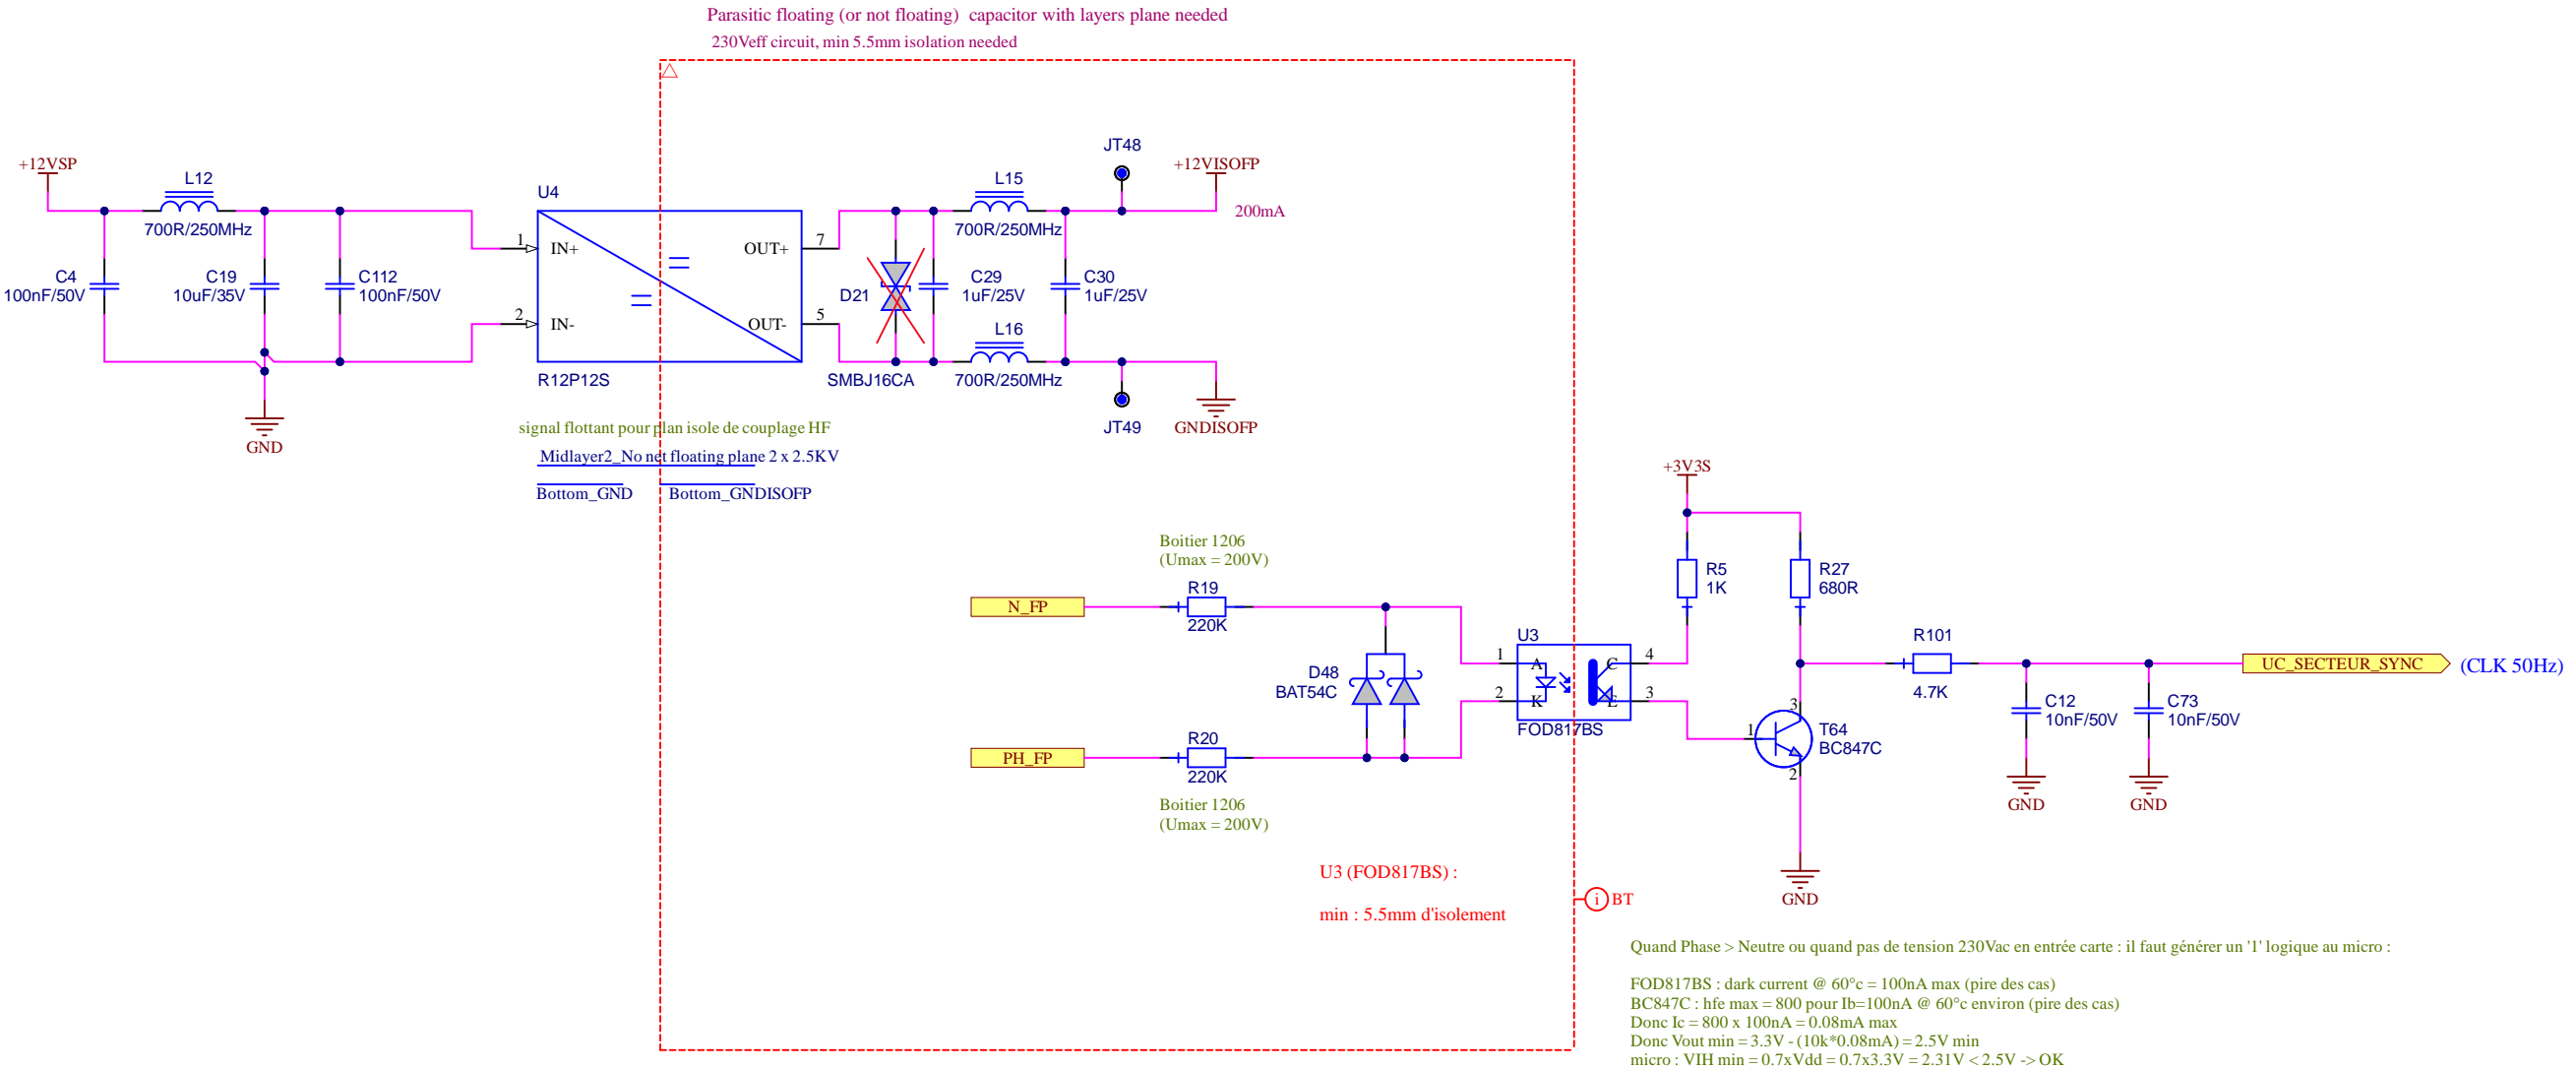 Parasitic floating (or not floating)  capacitor with layers plane needed
230Veff circuit, min 5.5mm isolation needed
+12VSP
L12
700R/250MHz
C4
100nF/50V
C19
10uF/35V
C112
100nF/50V
GND
U4
1
IN+
2
IN-
OUT+
7
OUT-
5
R12P12S
D21
SMBJ16CA
C29
1uF/25V
L15
700R/250MHz
L16
700R/250MHz
C30
1uF/25V
JT48
JT49
+12VISOFP
200mA
GNDISOFP
signal flottant pour plan isole de couplage HF
Midlayer2_No net floating plane 2 x 2.5KV
Bottom_GND
Bottom_GNDISOFP
Boitier 1206
(Umax = 200V)
N_FP
R19
220K
PH_FP
R20
220K
Boitier 1206
(Umax = 200V)
D48
BAT54C
U3
1
A
2
K
C
4
E
3
FOD817BS
+3V3S
R5
1K
R27
680R
1
3
2
T64
BC847C
GND
R101
4.7K
C12
10nF/50V
GND
C73
10nF/50V
GND
UC_SECTEUR_SYNC
(CLK 50Hz)
U3 (FOD817BS) :
min : 5.5mm d'isolement
i
BT
Quand Phase > Neutre ou quand pas de tension 230Vac en entrée carte : il faut générer un '1' logique au micro :
FOD817BS : dark current @ 60°c = 100nA max (pire des cas)
BC847C : hfe max = 800 pour Ib=100nA @ 60°c environ (pire des cas)
Donc Ic = 800 x 100nA = 0.08mA max
Donc Vout min = 3.3V - (10k*0.08mA) = 2.5V min
micro : VIH min = 0.7xVdd = 0.7x3.3V = 2.31V < 2.5V -> OK